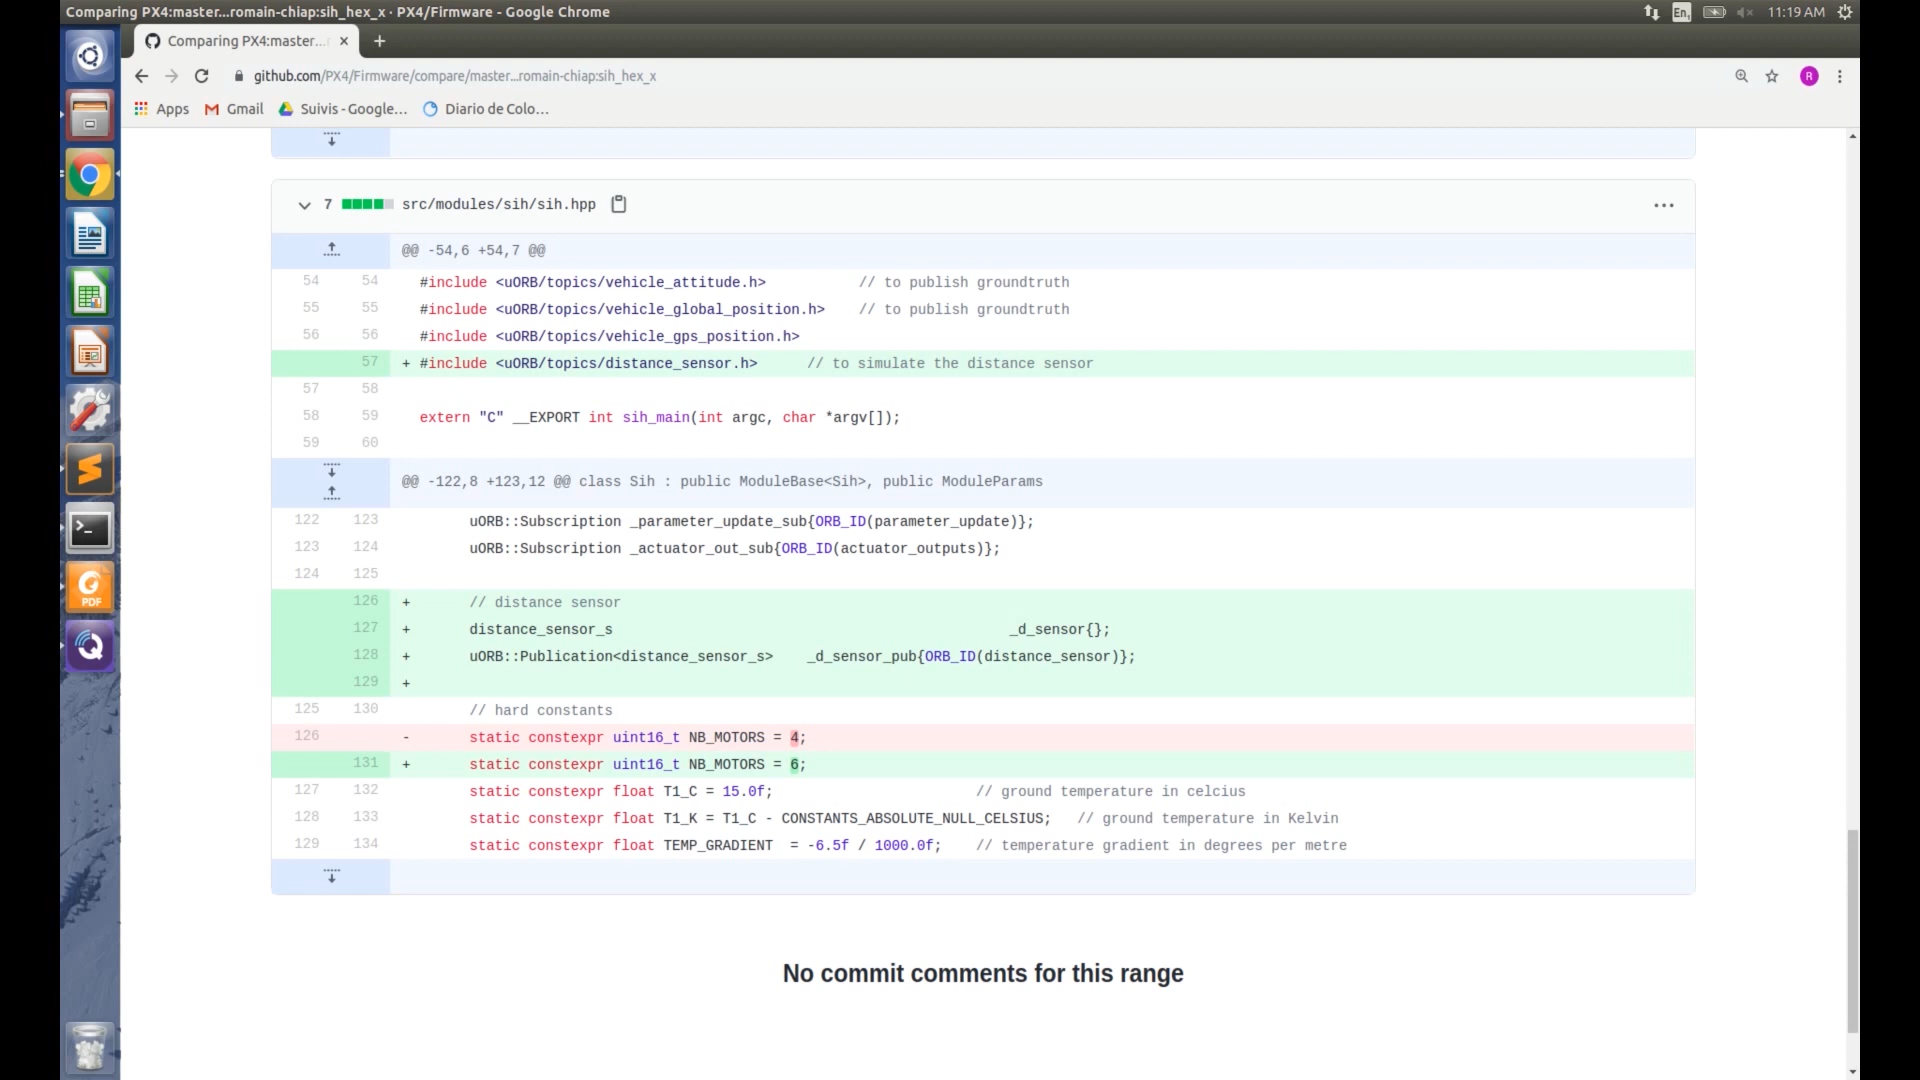 Comparing PX4:master...romain-chiap:sih_hex_x · PX4/Firmware - Google Chrome
En1
11:19 AM
Comparing PX4:master...
github.com/PX4/Firmware/compare/master...romain-chiap:sih_hex_x
R
Apps
Gmail
Suivis - Google...
Diario de Colo...
7
src/modules/sih/sih.hpp
@@ -54,6 +54,7 @@
54 54 #include <uORB/topics/vehicle_attitude.h> // to publish groundtruth
55 55 #include <uORB/topics/vehicle_global_position.h> // to publish groundtruth
56 56 #include <uORB/topics/vehicle_gps_position.h>
57 + #include <uORB/topics/distance_sensor.h> // to simulate the distance sensor
57 58
58 59 extern "C" __EXPORT int sih_main(int argc, char *argv[]);
59 60
@@ -122,8 +123,12 @@ class Sih : public ModuleBase<Sih>, public ModuleParams
122 123 uORB::Subscription _parameter_update_sub{ORB_ID(parameter_update)};
123 124 uORB::Subscription _actuator_out_sub{ORB_ID(actuator_outputs)};
124 125
126 + // distance sensor
127 + distance_sensor_s _d_sensor{};
128 + uORB::Publication<distance_sensor_s> _d_sensor_pub{ORB_ID(distance_sensor)};
129 +
125 130 // hard constants
126 - static constexpr uint16_t NB_MOTORS = 4;
131 + static constexpr uint16_t NB_MOTORS = 6;
127 132 static constexpr float T1_C = 15.0f; // ground temperature in celcius
128 133 static constexpr float T1_K = T1_C - CONSTANTS_ABSOLUTE_NULL_CELSIUS; // ground temperature in Kelvin
129 134 static constexpr float TEMP_GRADIENT = -6.5f / 1000.0f; // temperature gradient in degrees per metre
PDF
No commit comments for this range